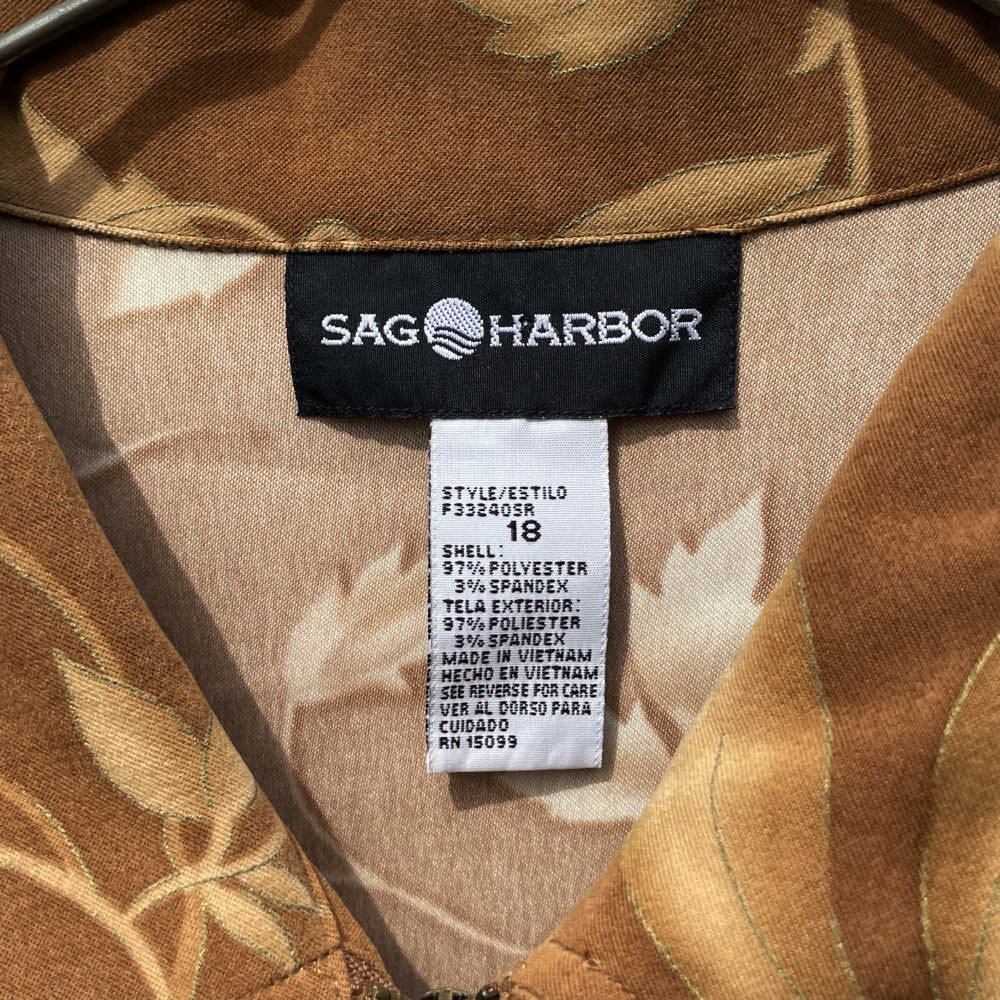 SAG HARBOR
STYLE/ESTILO
F33240SR
18
SHELL:
97% POLYESTER
3% SPANDEX
TELA EXTERIOR:
97% POLIESTER
3% SPANDEX
MADE IN VIETNAM
HECHO EN VIETNAM
SEE REVERSE FOR CARE
VER AL DORSO PARA
CUIDADO
RN 15099